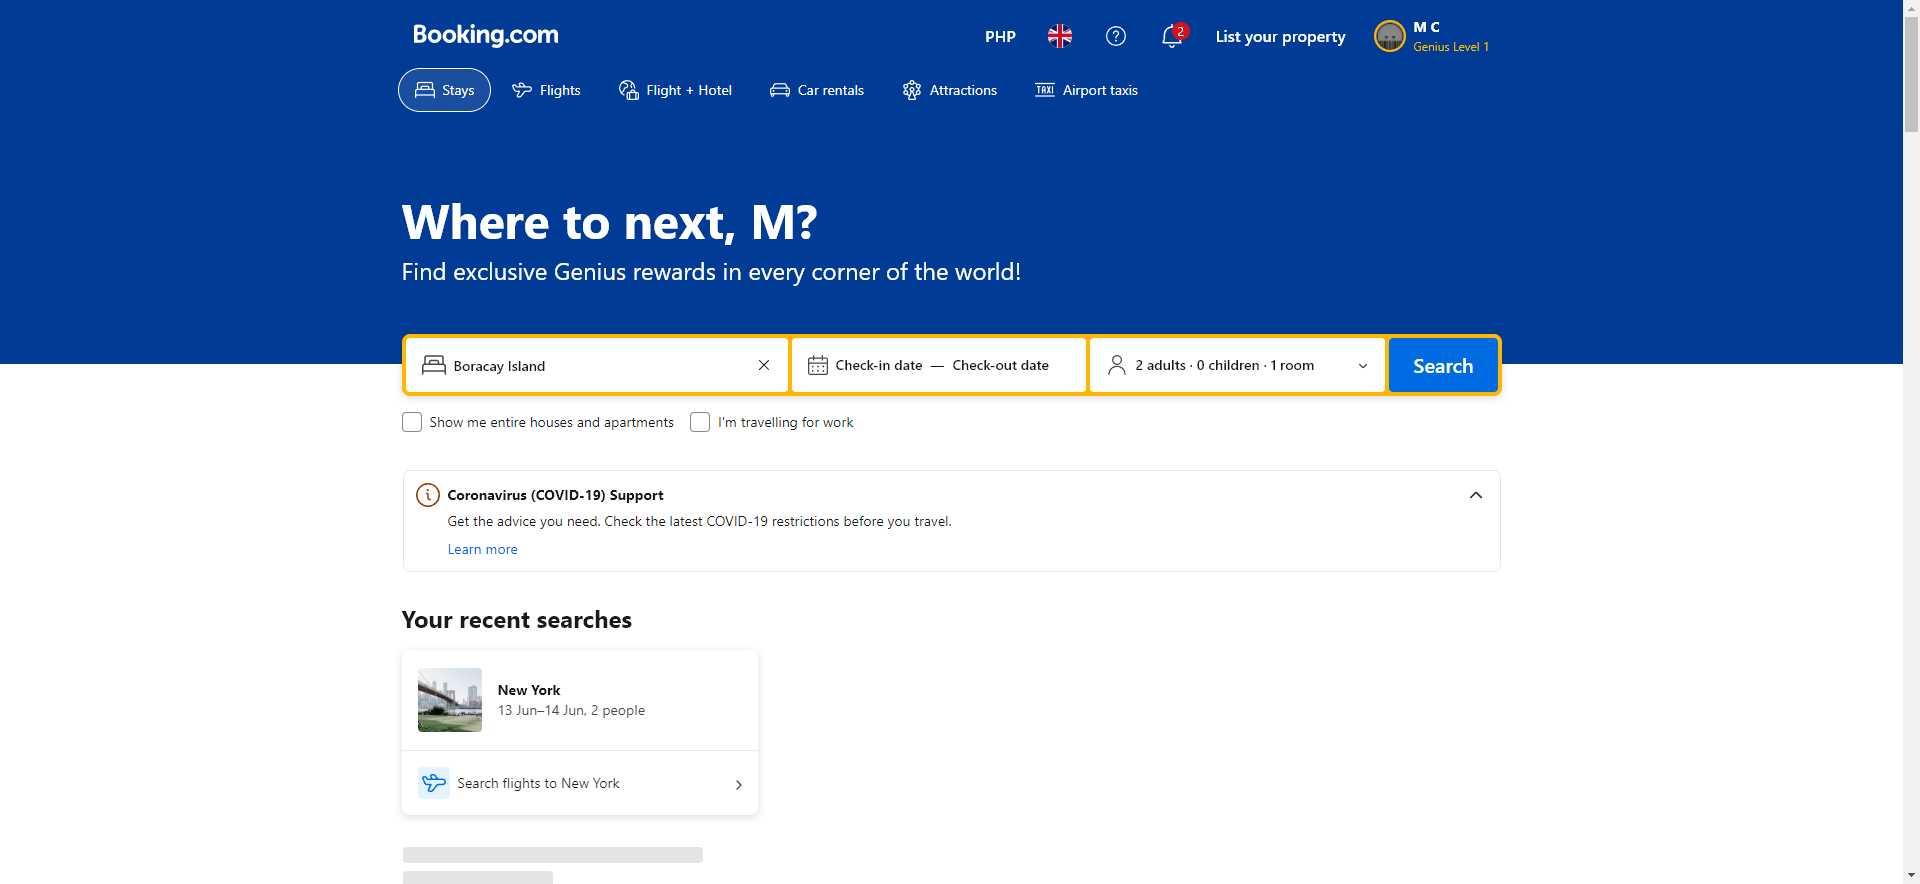 Booking.com
PHP
2
List your property
M C
Genius Level 1
Stays
Flights
Flight + Hotel
Car rentals
Attractions
TAXI
Airport taxis
Where to next, M?
Find exclusive Genius rewards in every corner of the world!
Boracay Island
Check-in date — Check-out date
2 adults · 0 children · 1 room
Search
Show me entire houses and apartments
I'm travelling for work
Coronavirus (COVID-19) Support
Get the advice you need. Check the latest COVID-19 restrictions before you travel.
Learn more
Your recent searches
New York
13 Jun–14 Jun, 2 people
Search flights to New York